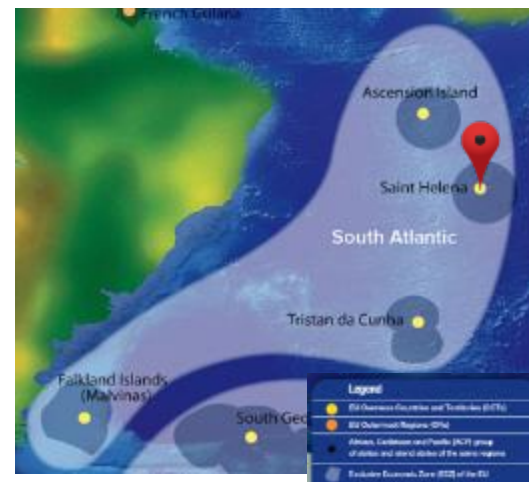 French Guiana
Ascension Island
Saint Helena
South Atlantic
Tristan da Cunha
Falkland Islands
(Malvinas)
South Geo
Legend
EU Overseas Countries and Territories (OCTs)
EU Outermost Regions (ORs)
African, Caribbean and Pacific (ACP) group
of states and island states of the same regions
Exclusive Economic Zone (EEZ) of the EU